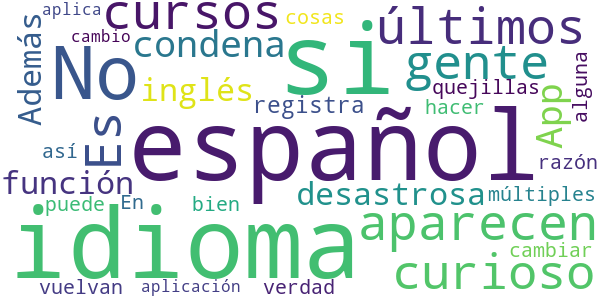 aplica
cursos
cosas
últimos
cambio
Además
No
condena
si
gente
inglés
quejillas
alguna
registra
hacer
App
Es
español
así
razón
función
desastrosa
múltiples
puede
En
bien
idioma
aparecen
cambiar
curioso
vuelvan
aplicación
verdad